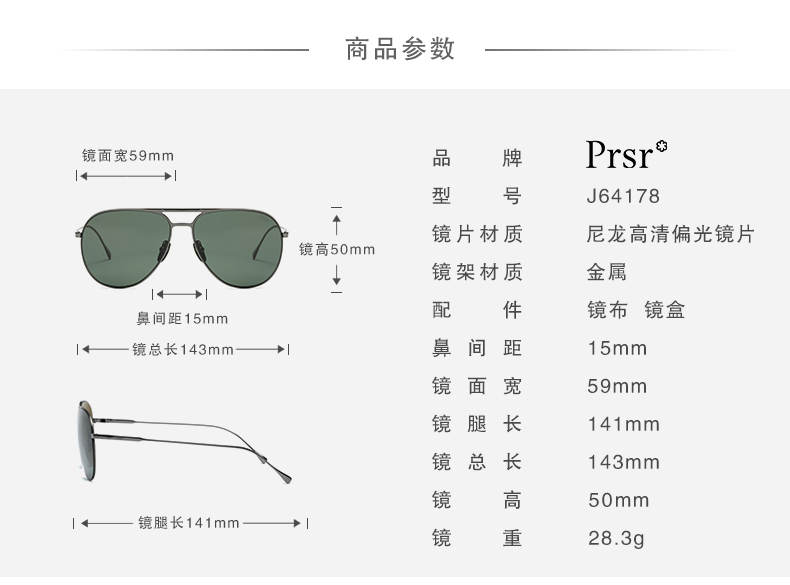 商品参数
镜面宽59mm
镜高50mm
鼻间距15mm
镜总长143mm
镜腿长141mm
品牌 Prsr
型号 J64178
镜片材质 尼龙高清偏光镜片
镜架材质 金属
配件 镜布 镜盒
鼻间距 15mm
镜面宽 59mm
镜腿长 141mm
镜总长 143mm
镜高 50mm
镜重 28.3g